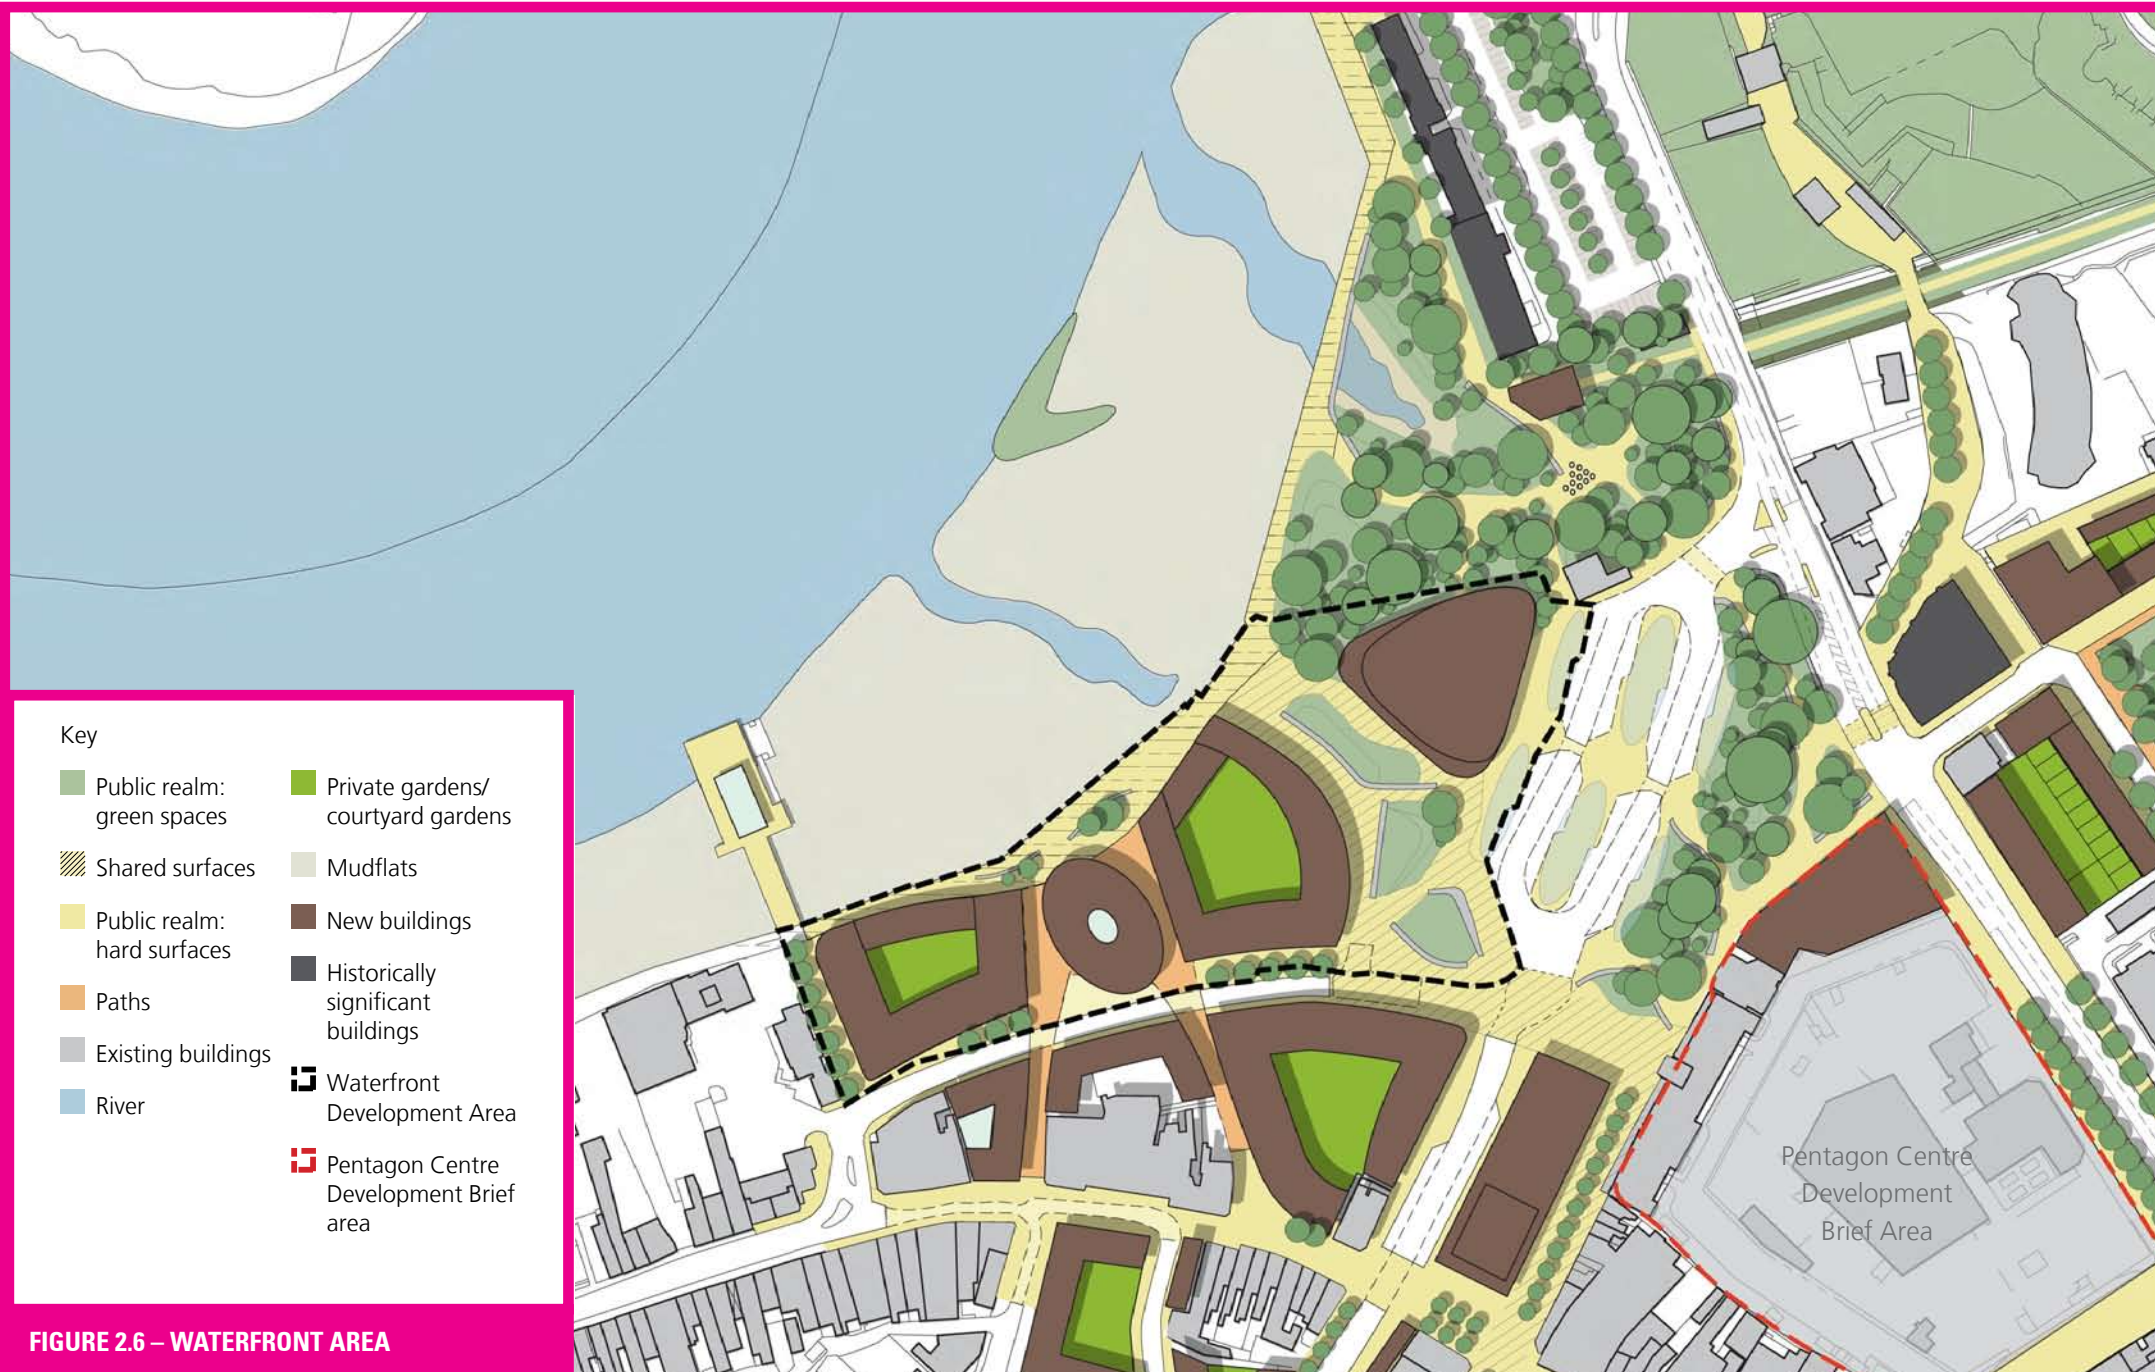 Key
Public realm:
green spaces
Shared surfaces
Public realm:
hard surfaces
Paths
Existing buildings
River
Private gardens/
courtyard gardens
Mudflats
New buildings
Historically
significant
buildings
Waterfront
Development Area
Pentagon Centre
Development Brief
area
Pentagon Centre
Development
Brief Area
FIGURE 2.6 – WATERFRONT AREA